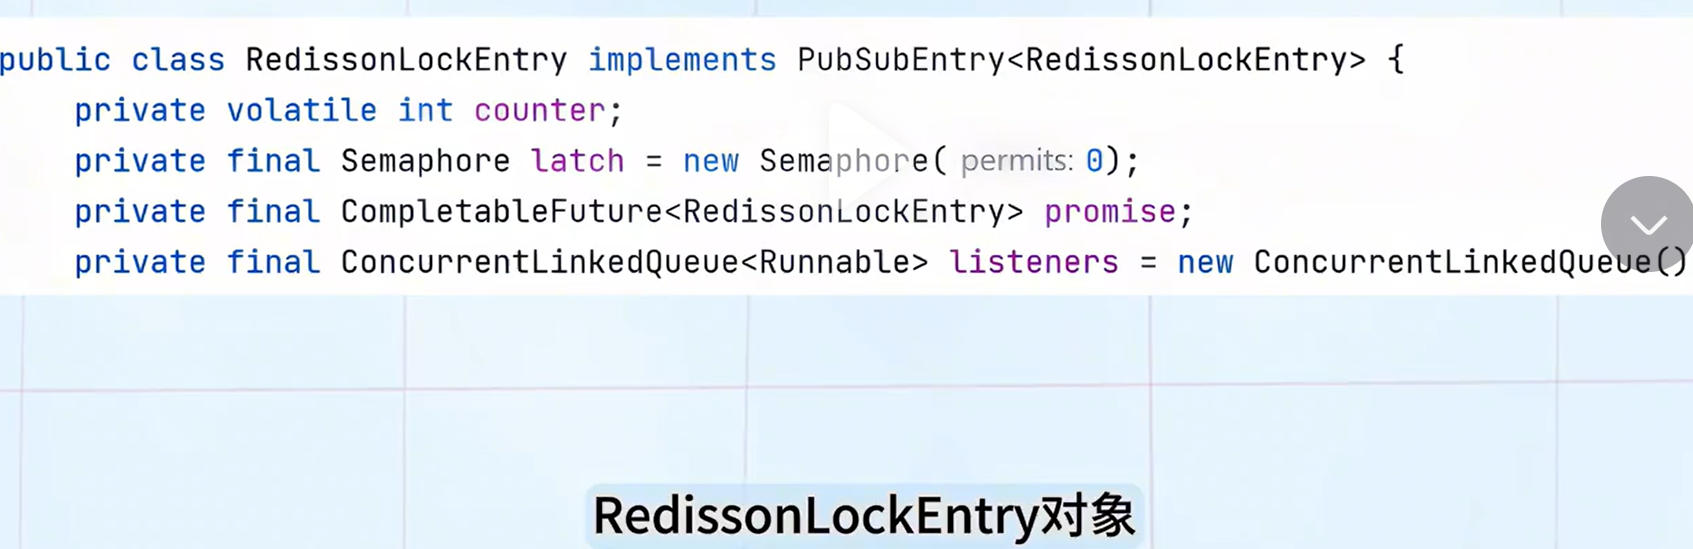 public class RedissonLockEntry implements PubSubEntry<RedissonLockEntry> {
private volatile int counter;
private final Semaphore latch = new Semaphore( permits: 0);
private final CompletableFuture<RedissonLockEntry> promise;
private final ConcurrentLinkedQueue<Runnable> listeners = new ConcurrentLinkedQueue()
RedissonLockEntry对象